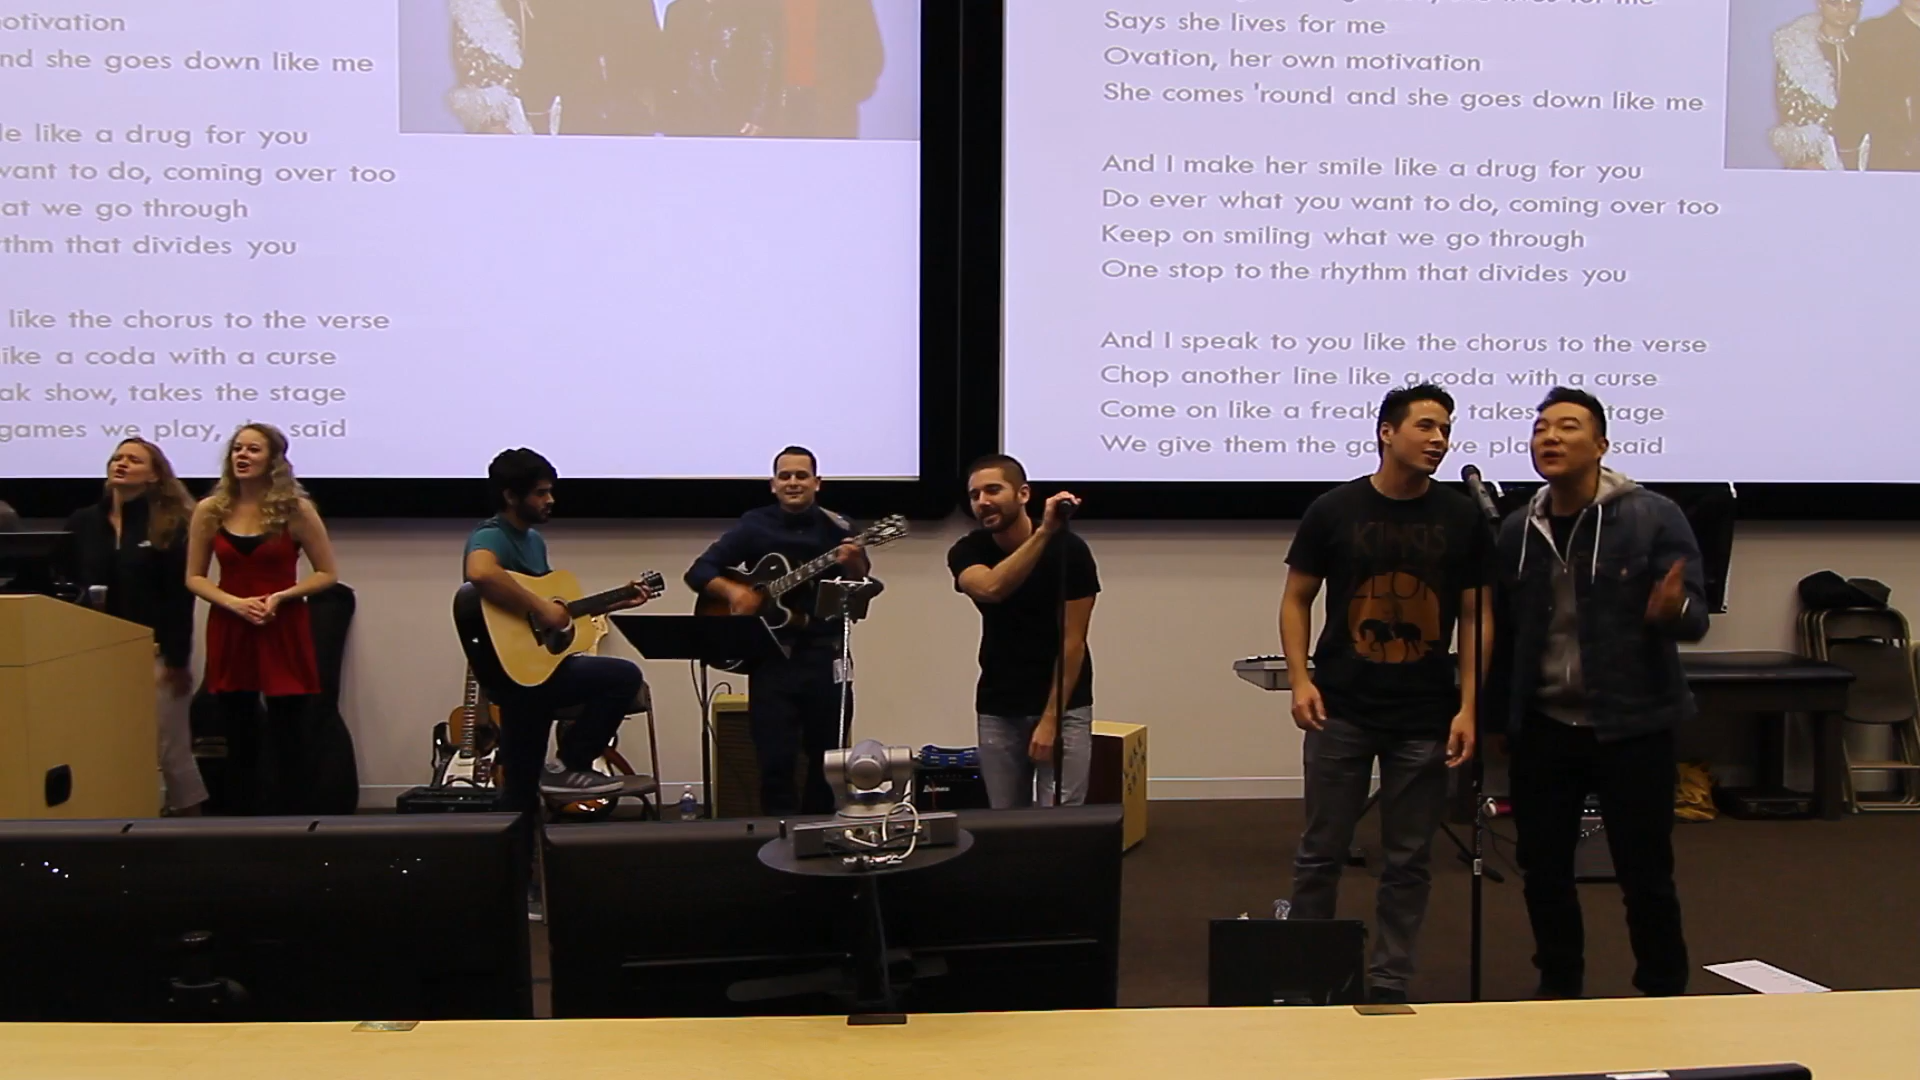 otivation
nd she goes down like me
le like a drug for you
want to do, coming over too
at we go through
thm that divides you
like the chorus to the verse
ike a coda with a curse
ak show, takes the stage
games we play, said
Says she lives for me
Ovation, her own motivation
She comes 'round and she goes down like me
And I make her smile like a drug for you
Do ever what you want to do, coming over too
Keep on smiling what we go through
One stop to the rhythm that divides you
And I speak to you like the chorus to the verse
Chop another line like a coda with a curse
Come on like a freak takes tage
We give them the ga we pla said
KINGS
LEON